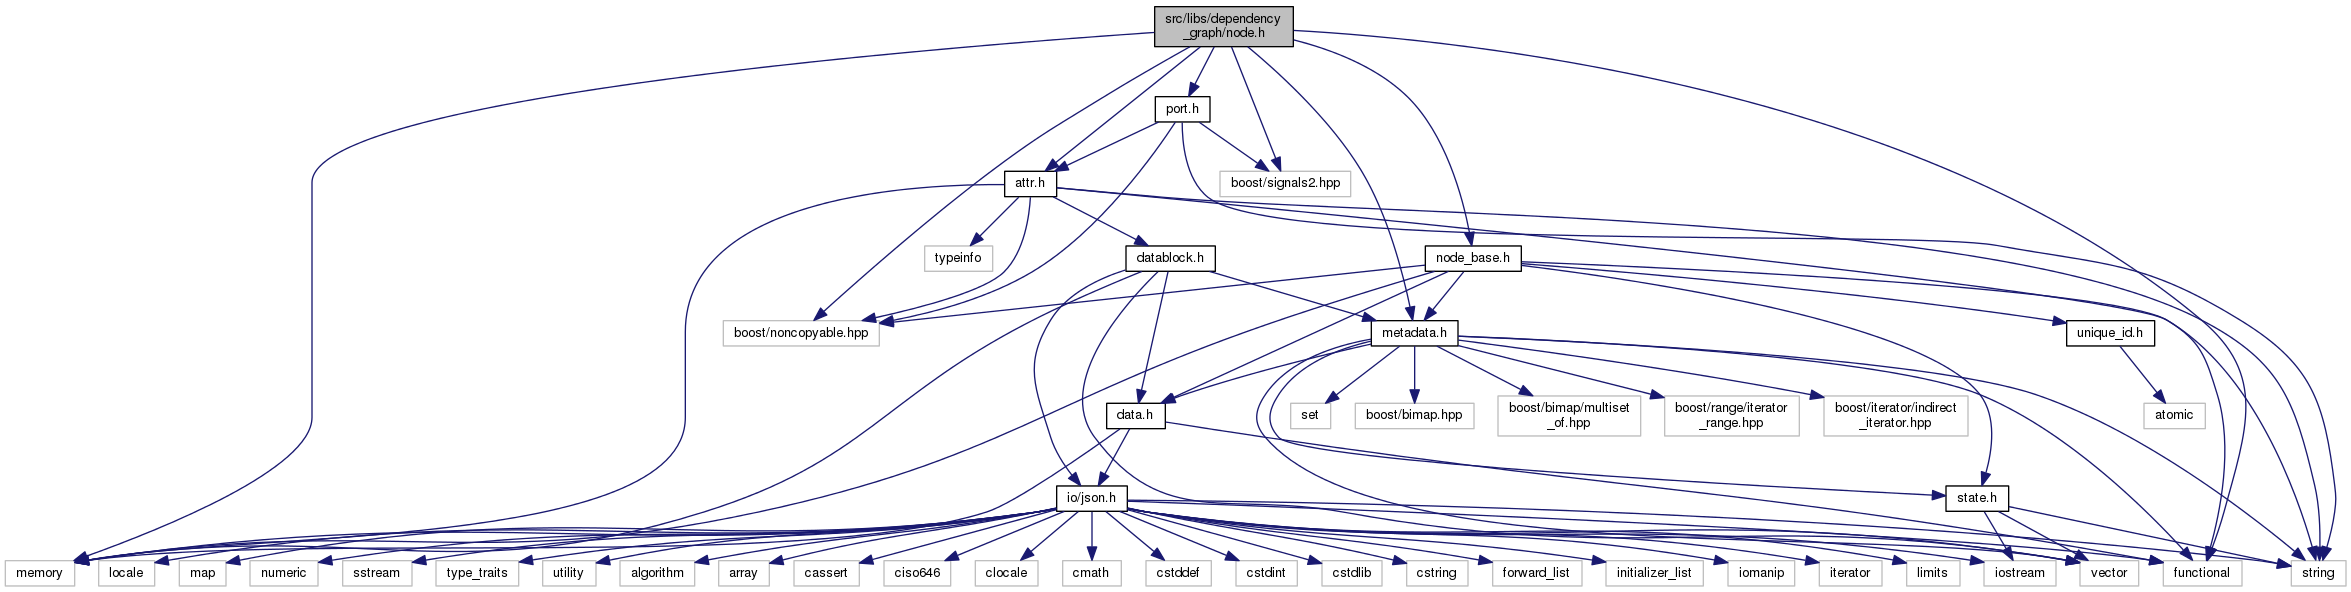 src/libs/dependency
_graph/node.h
port.h
attr.h
boost/signals2.hpp
typeinfo
datablock.h
node_base.h
boost/noncopyable.hpp
metadata.h
unique_id.h
data.h
set
boost/bimap.hpp
boost/bimap/multiset
_of.hpp
boost/range/iterator
_range.hpp
boost/iterator/indirect
_iterator.hpp
atomic
io/json.h
state.h
memory
locale
map
numeric
sstream
type_traits
utility
algorithm
array
cassert
ciso646
clocale
cmath
cstddef
cstdint
cstdlib
cstring
forward_list
initializer_list
iomanip
iterator
limits
iostream
vector
functional
string